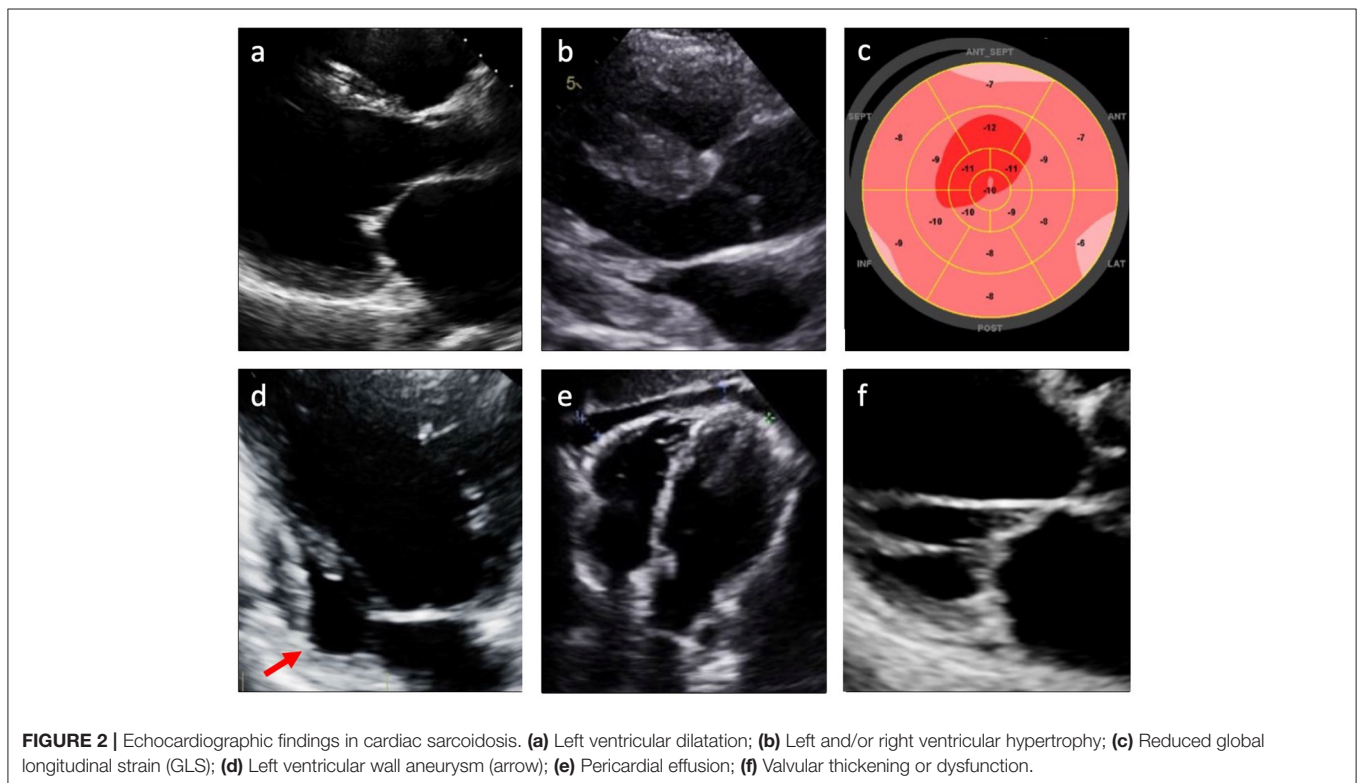 a
b
5
c
ANT_SEPT
-7
SEPT
ANT
-8
-7
-12
-9
-9
-11
-11
-10
-10
-9
-10
-8
-9
-6
INF
LAT
-8
-8
POST
d
e
f
FIGURE 2 | Echocardiographic findings in cardiac sarcoidosis. (a) Left ventricular dilatation; (b) Left and/or right ventricular hypertrophy; (c) Reduced global
longitudinal strain (GLS); (d) Left ventricular wall aneurysm (arrow); (e) Pericardial effusion; (f) Valvular thickening or dysfunction.